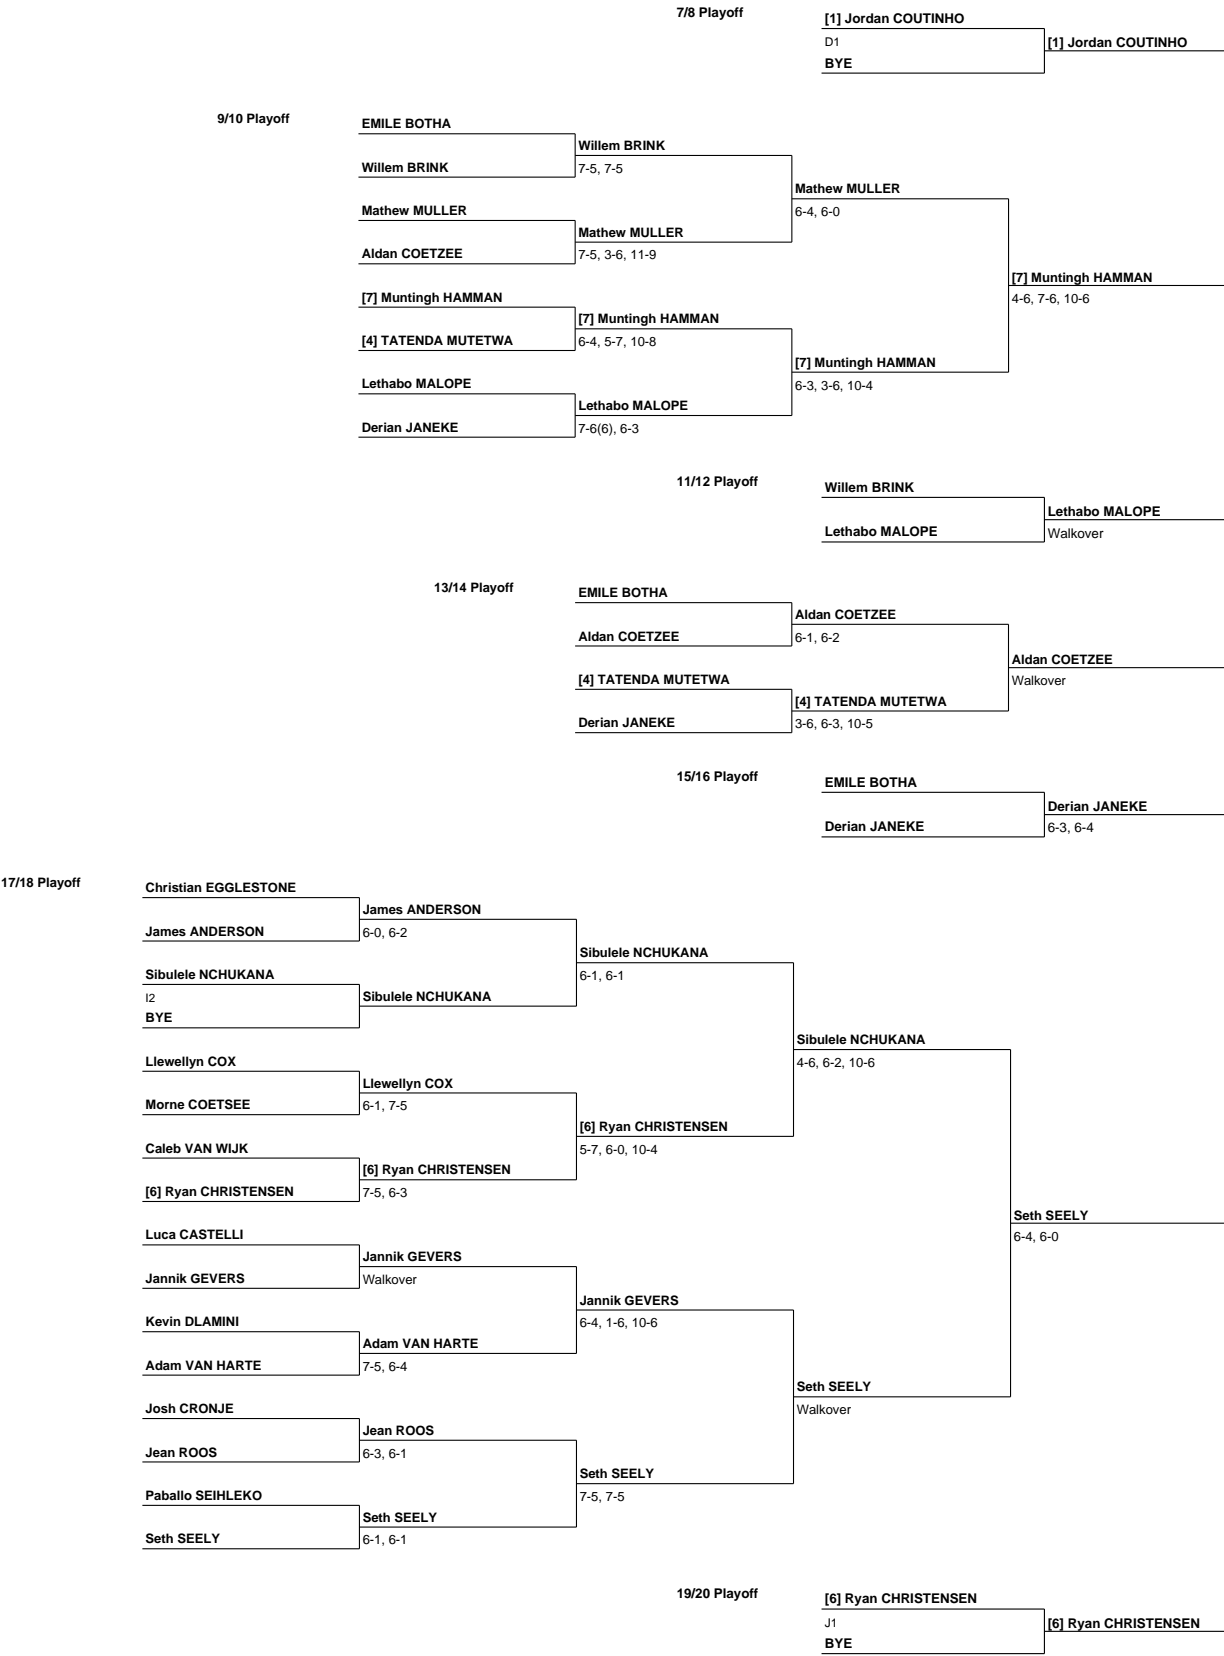 7/8 Playoff
[1] Jordan COUTINHO
D1
[1] Jordan COUTINHO
BYE
9/10 Playoff
EMILE BOTHA
Willem BRINK
Willem BRINK
7-5, 7-5
Mathew MULLER
Mathew MULLER
6-4, 6-0
Mathew MULLER
Aldan COETZEE
7-5, 3-6, 11-9
[7] Muntingh HAMMAN
[7] Muntingh HAMMAN
4-6, 7-6, 10-6
[7] Muntingh HAMMAN
[4] TATENDA MUTETWA
6-4, 5-7, 10-8
[7] Muntingh HAMMAN
Lethabo MALOPE
6-3, 3-6, 10-4
Lethabo MALOPE
Derian JANEKE
7-6(6), 6-3
11/12 Playoff
Willem BRINK
Lethabo MALOPE
Lethabo MALOPE
Walkover
13/14 Playoff
EMILE BOTHA
Aldan COETZEE
Aldan COETZEE
6-1, 6-2
Aldan COETZEE
Walkover
[4] TATENDA MUTETWA
[4] TATENDA MUTETWA
Derian JANEKE
3-6, 6-3, 10-5
15/16 Playoff
EMILE BOTHA
Derian JANEKE
Derian JANEKE
6-3, 6-4
17/18 Playoff
Christian EGGLESTONE
James ANDERSON
James ANDERSON
6-0, 6-2
Sibulele NCHUKANA
Sibulele NCHUKANA
6-1, 6-1
I2
Sibulele NCHUKANA
BYE
Sibulele NCHUKANA
4-6, 6-2, 10-6
Llewellyn COX
Llewellyn COX
Morne COETSEE
6-1, 7-5
[6] Ryan CHRISTENSEN
5-7, 6-0, 10-4
Caleb VAN WIJK
[6] Ryan CHRISTENSEN
[6] Ryan CHRISTENSEN
7-5, 6-3
Seth SEELY
6-4, 6-0
Luca CASTELLI
Jannik GEVERS
Jannik GEVERS
Walkover
Jannik GEVERS
6-4, 1-6, 10-6
Kevin DLAMINI
Adam VAN HARTE
Adam VAN HARTE
7-5, 6-4
Seth SEELY
Walkover
Josh CRONJE
Jean ROOS
Jean ROOS
6-3, 6-1
Seth SEELY
7-5, 7-5
Paballo SEIHLEKO
Seth SEELY
Seth SEELY
6-1, 6-1
19/20 Playoff
[6] Ryan CHRISTENSEN
J1
[6] Ryan CHRISTENSEN
BYE